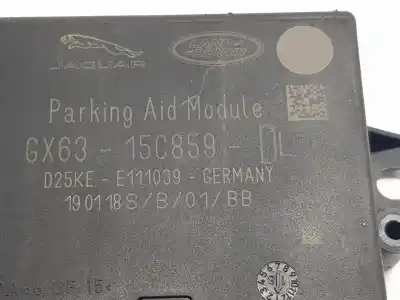 JAGUAR
LAND ROVER
Parking Aid Module
GX63 - 15C859 - DL
D25KE - E111039 - GERMANY
190118S/B/01/BB